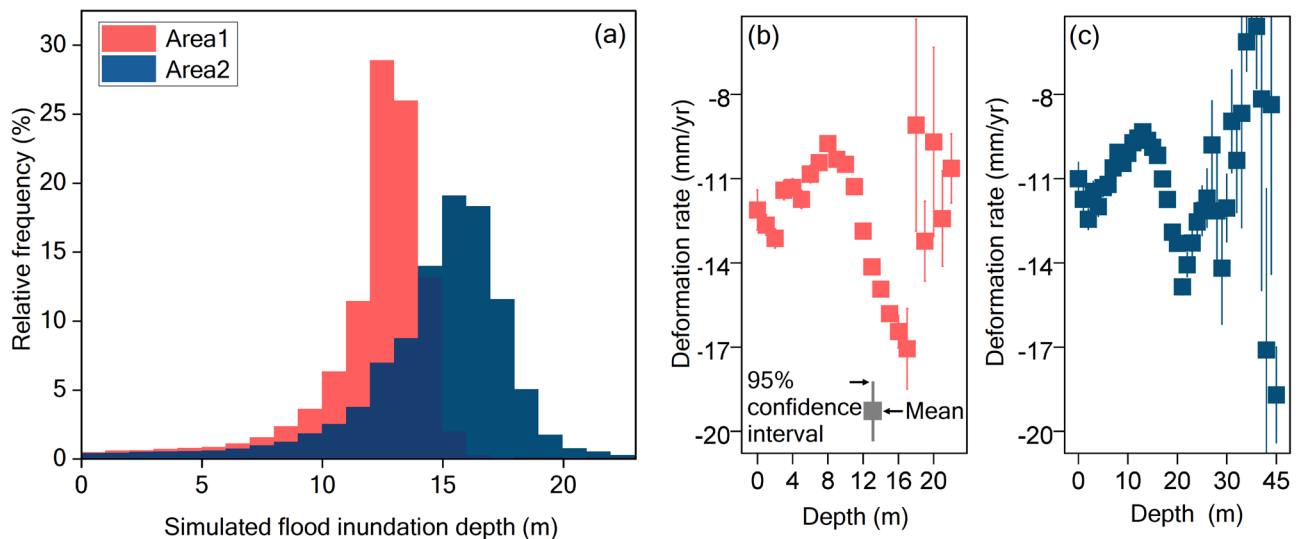 (a)
Area1
Area2
30
25
20
15
10
5
0
Relative frequency (%)
0 5 10 15 20
Simulated flood inundation depth (m)
(b)
-8
-11
-14
-17
-20
Deformation rate (mm/yr)
95%
confidence
interval
Mean
0 4 8 12 16 20
Depth (m)
(c)
-8
-11
-14
-17
-20
Deformation rate (mm/yr)
0 10 20 30 45
Depth (m)